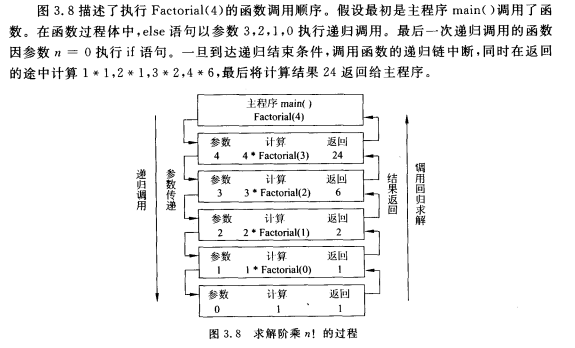 图 3.8 描述了执行 Factorial(4)的函数调用顺序。假设最初是主程序 main()调用了函
数。在函数过程体中,else 语句以参数 3,2,1,0 执行递归调用。最后一次递归调用的函数
因参数 n = 0 执行 if 语句。一旦到达递归结束条件,调用函数的递归链中断,同时在返回
的途中计算 1 * 1,2 * 1,3 * 2,4 * 6,最后将计算结果 24 返回给主程序。
主程序 main( )
Factorial(4)
参数 计算 返回
4 4 * Factorial(3) 24
参数 计算 返回
3 3 * Factorial(2) 6
参数 计算 返回
2 2 * Factorial(1) 2
参数 计算 返回
1 1 * Factorial(0) 1
参数 计算 返回
0 1 1
递归调用
参数传递
结果返回
调用回归求解
图 3.8 求解阶乘 n! 的过程